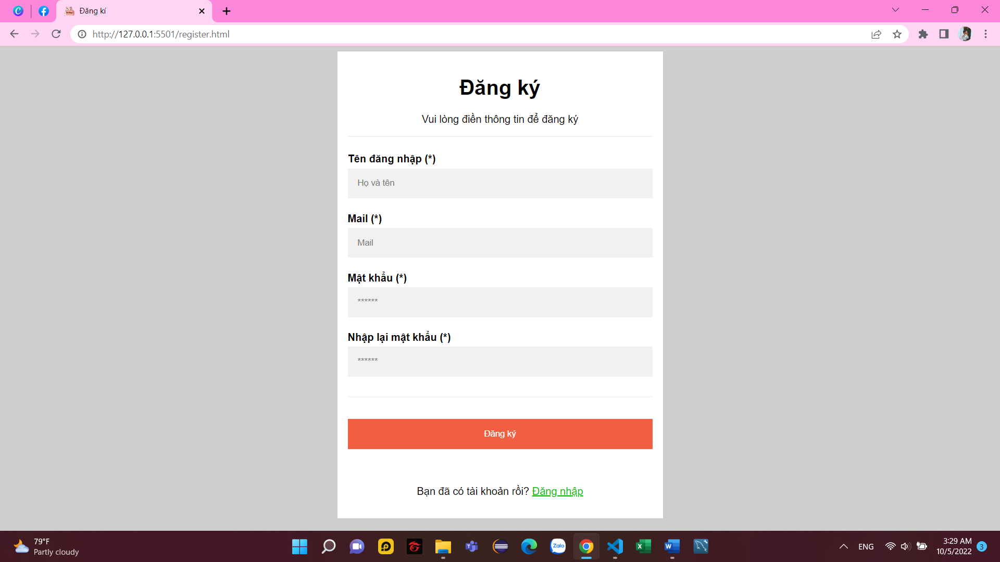 Đăng kí
http://127.0.0.1:5501/register.html
Đăng ký
Vui lòng điền thông tin để đăng ký
Tên đăng nhập (*)
Họ và tên
Mail (*)
Mail
Mật khẩu (*)
******
Nhập lại mật khẩu (*)
******
Đăng ký
Bạn đã có tài khoản rồi? Đăng nhập
79°F
Partly cloudy
Zalo
ENG
3:29 AM
10/5/2022
3